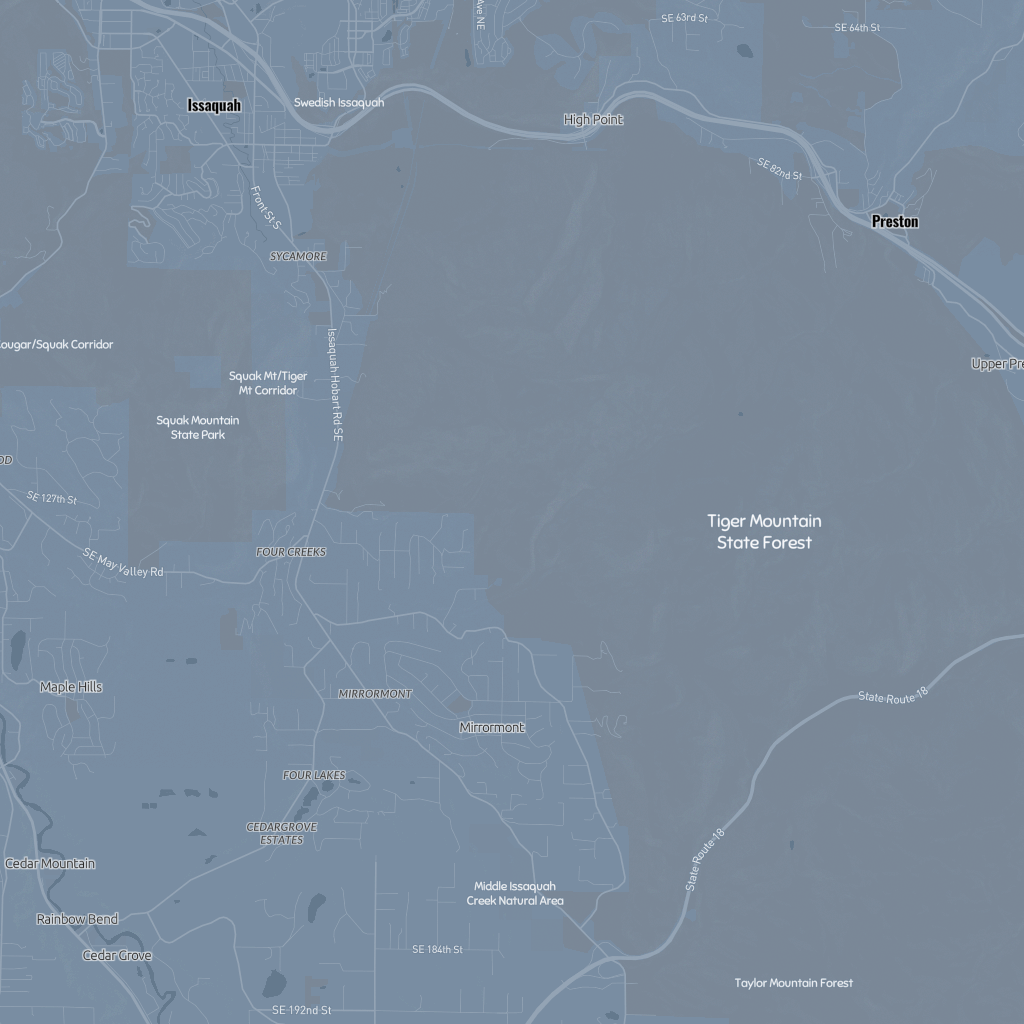 Ave NE
SE 63rd St
SE 64th St
Issaquah
Swedish Issaquah
High Point
SE 82nd St
Front St S
Preston
SYCAMORE
Issaquah Hobart Rd SE
Cougar/Squak Corridor
Squak Mt/Tiger
Mt Corridor
Upper Pre
Squak Mountain
State Park
OD
SE 127th St
Tiger Mountain
State Forest
FOUR CREEKS
SE May Valley Rd
Maple Hills
MIRRORMONT
State Route 18
Mirrormont
FOUR LAKES
CEDARGROVE
ESTATES
State Route 18
Cedar Mountain
Middle Issaquah
Creek Natural Area
Rainbow Bend
Cedar Grove
SE 184th St
Taylor Mountain Forest
SE 192nd St